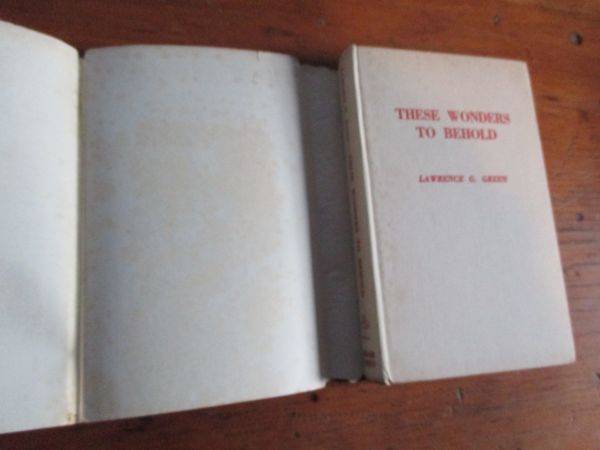 THESE WONDERS
TO BEHOLD
LAWRENCE G. GREEN